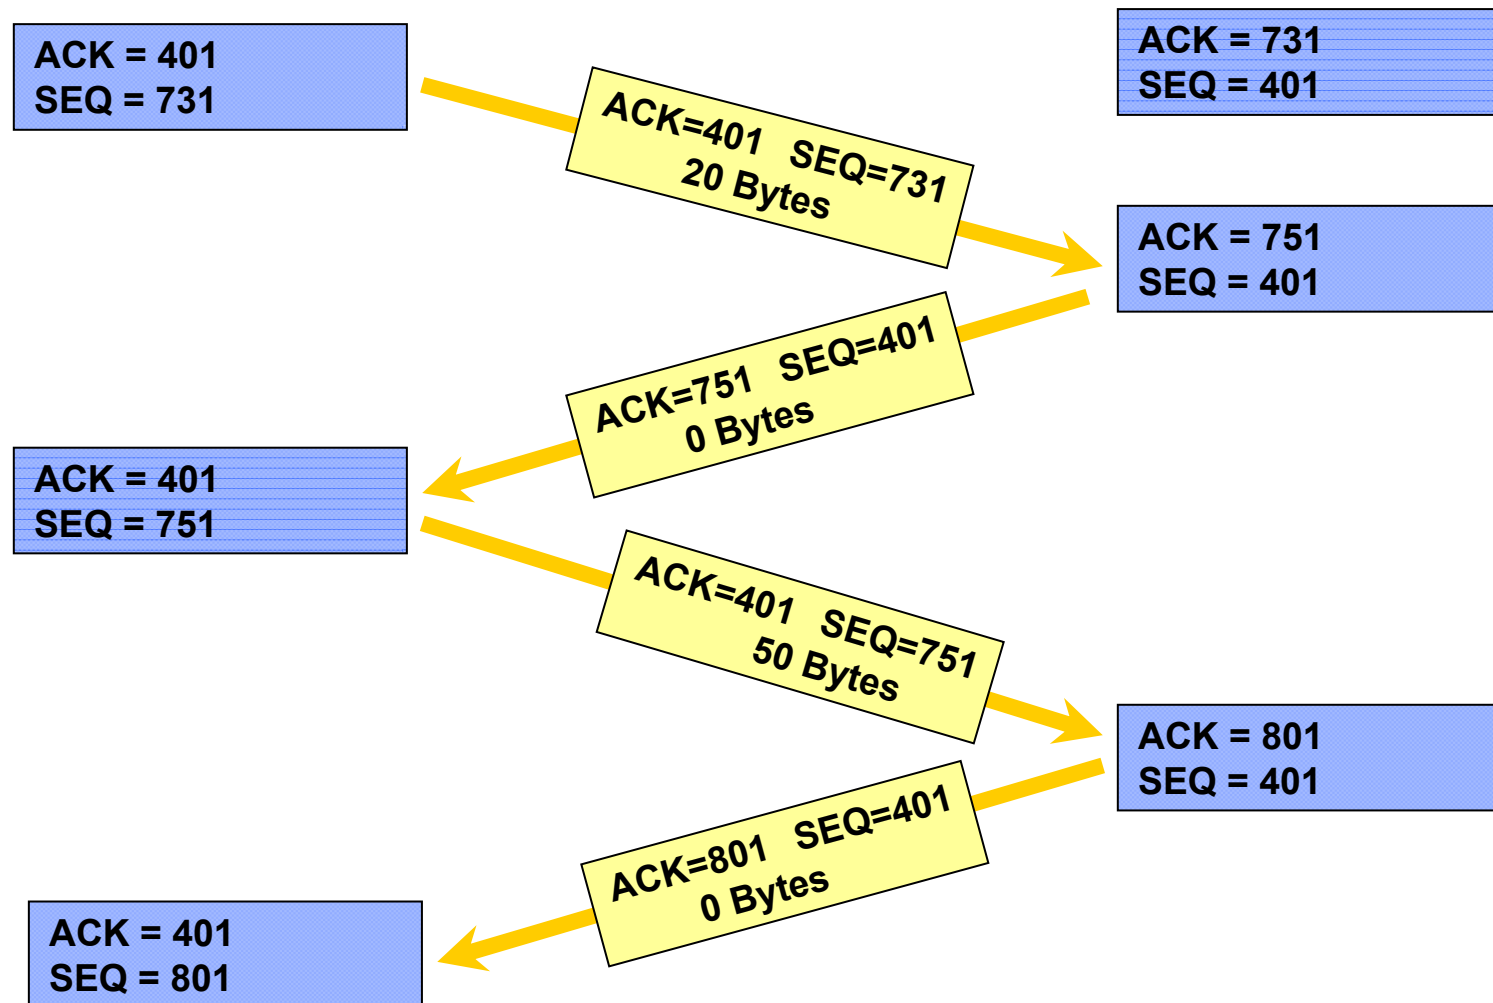 ACK = 401
SEQ = 731
ACK = 731
SEQ = 401
ACK=401 SEQ=731
20 Bytes
ACK = 751
SEQ = 401
ACK=751 SEQ=401
0 Bytes
ACK = 401
SEQ = 751
ACK=401 SEQ=751
50 Bytes
ACK = 801
SEQ = 401
ACK=801 SEQ=401
0 Bytes
ACK = 401
SEQ = 801